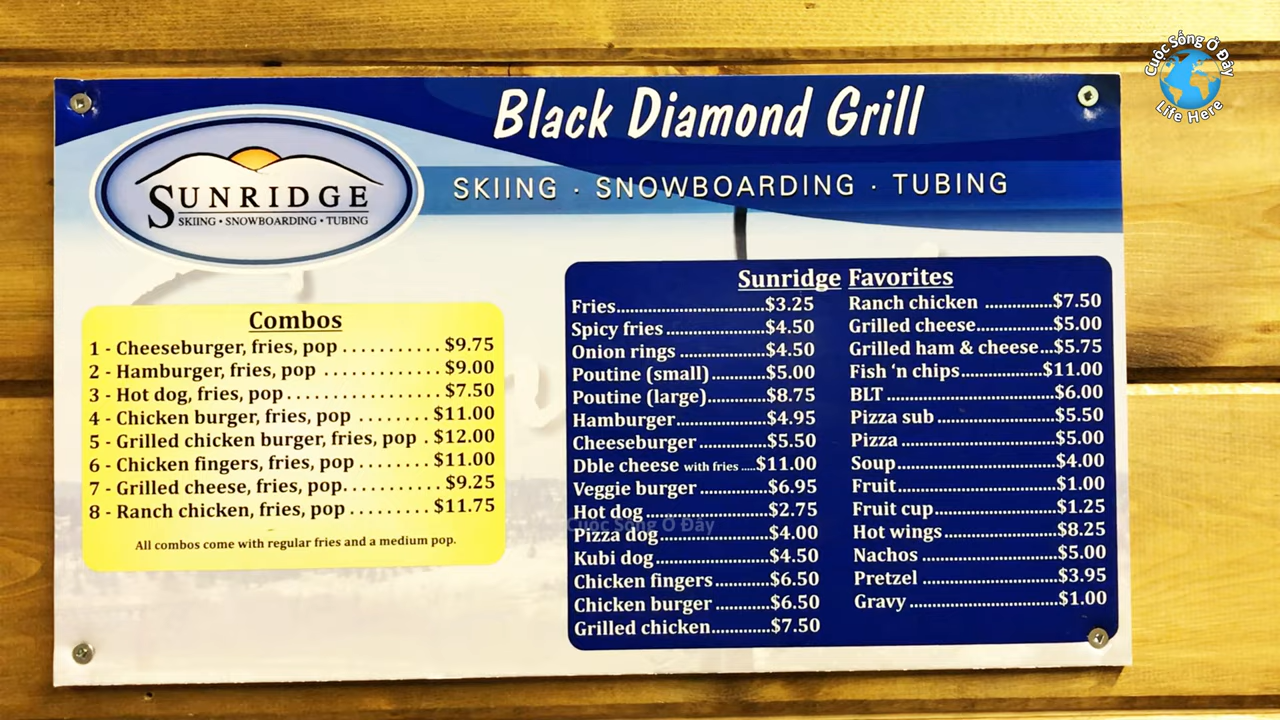 Cuộc Sống Ở Đây
Life Here
Black Diamond Grill
SKIING · SNOWBOARDING · TUBING
SUNRIDGE
SKIING · SNOWBOARDING · TUBING
Combos
1 - Cheeseburger, fries, pop ........... $9.75
2 - Hamburger, fries, pop ............ $9.00
3 - Hot dog, fries, pop................ $7.50
4 - Chicken burger, fries, pop ........ $11.00
5 - Grilled chicken burger, fries, pop . $12.00
6 - Chicken fingers, fries, pop ........ $11.00
7 - Grilled cheese, fries, pop.......... $9.25
8 - Ranch chicken, fries, pop ......... $11.75
All combos come with regular fries and a medium pop.
Sunridge Favorites
Fries.................................$3.25
Spicy fries ......................$4.50
Onion rings ...................$4.50
Poutine (small)............$5.00
Poutine (large)............$8.75
Hamburger...................$4.95
Cheeseburger ...............$5.50
Dble cheese with fries .....$11.00
Veggie burger ...............$6.95
Hot dog ..........................$2.75
Pizza dog.......................$4.00
Kubi dog ........................$4.50
Chicken fingers............$6.50
Chicken burger ............$6.50
Grilled chicken.............$7.50
Ranch chicken ...............$7.50
Grilled cheese.................$5.00
Grilled ham & cheese...$5.75
Fish ‘n chips..................$11.00
BLT .....................................$6.00
Pizza sub ..........................$5.50
Pizza ..................................$5.00
Soup...................................$4.00
Fruit...................................$1.00
Fruit cup...........................$1.25
Hot wings........................$8.25
Nachos ..............................$5.00
Pretzel ..............................$3.95
Gravy .................................$1.00
Cuộc Sống Ở Đây